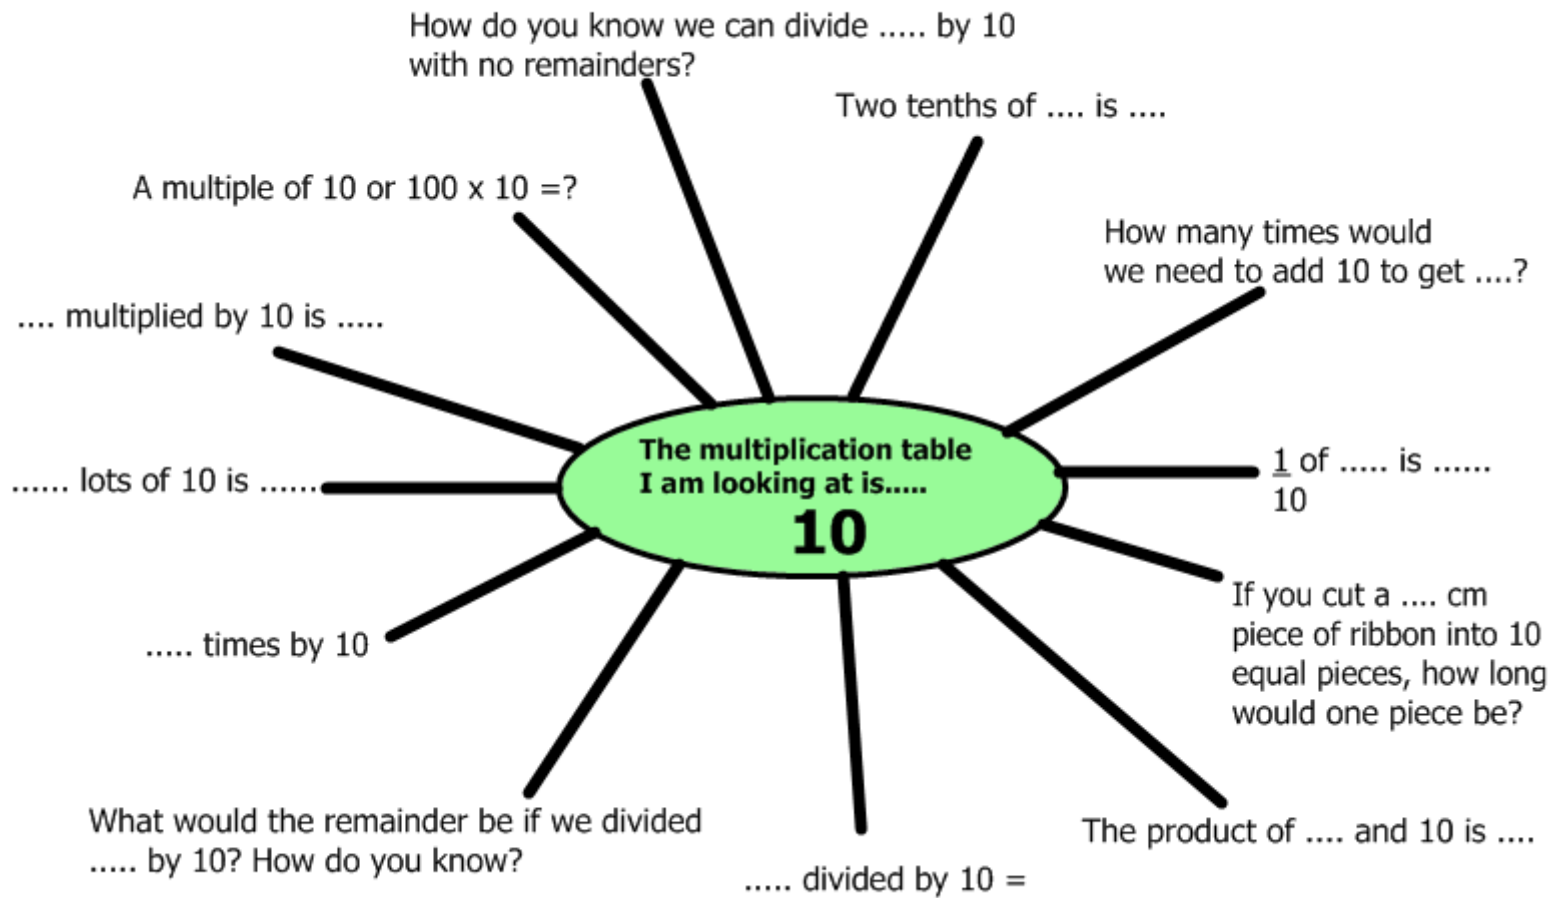 How do you know we can divide ..... by 10
with no remainders?
Two tenths of .... is ....
A multiple of 10 or 100 x 10 =?
How many times would
we need to add 10 to get ....?
.... multiplied by 10 is .....
The multiplication table
I am looking at is.....
10
1 of ..... is ......
10
...... lots of 10 is ......
If you cut a .... cm
piece of ribbon into 10
equal pieces, how long
would one piece be?
..... times by 10
What would the remainder be if we divided
..... by 10? How do you know?
The product of .... and 10 is ....
..... divided by 10 =